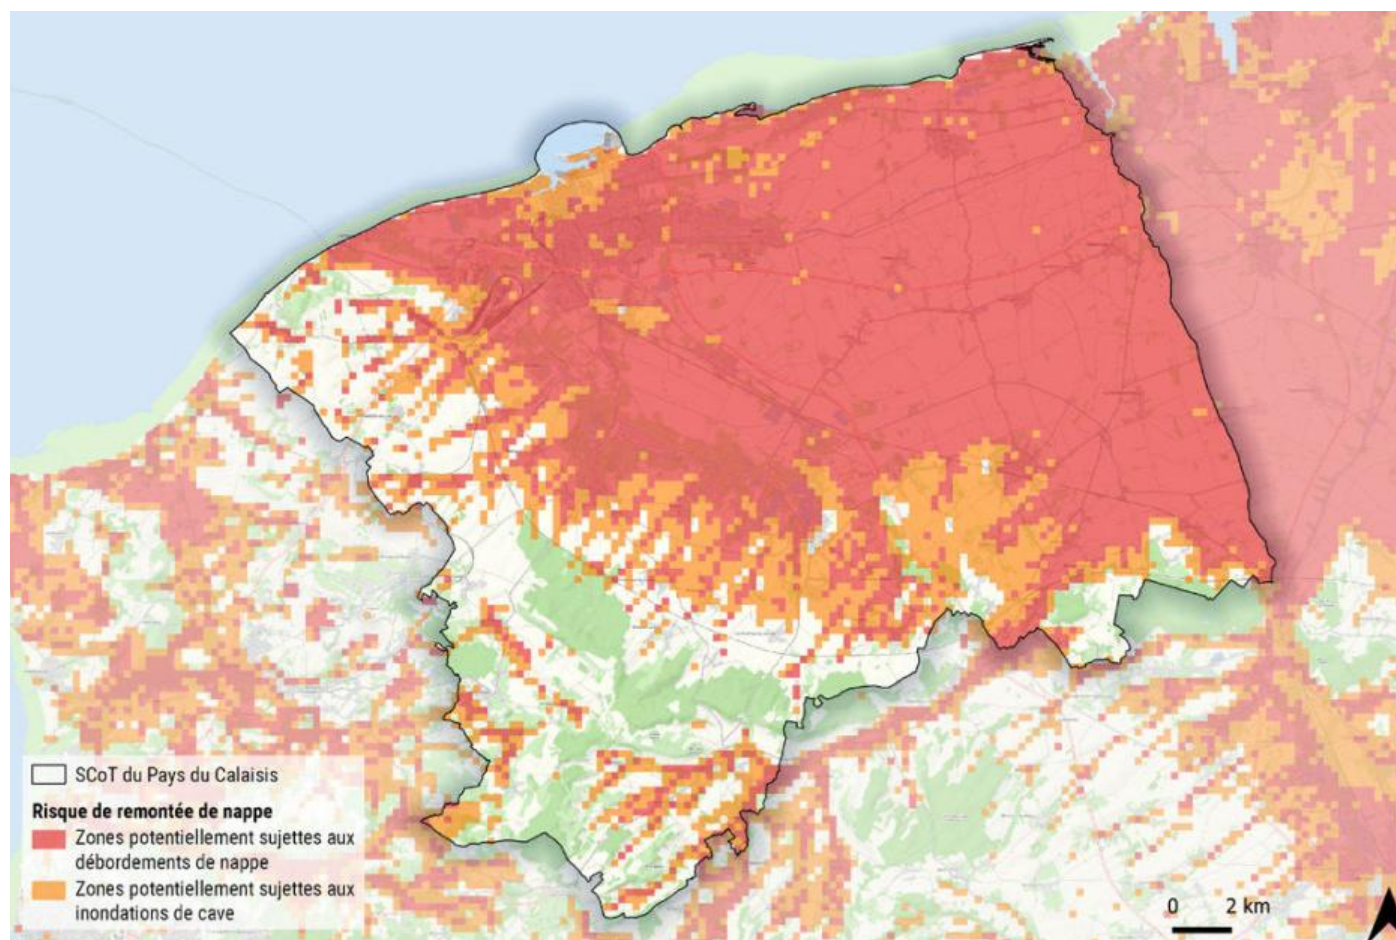 SCoT du Pays du Calaisis
Risque de remontée de nappe
Zones potentiellement sujettes aux
débordements de nappe
Zones potentiellement sujettes aux
inondations de cave
0 2 km